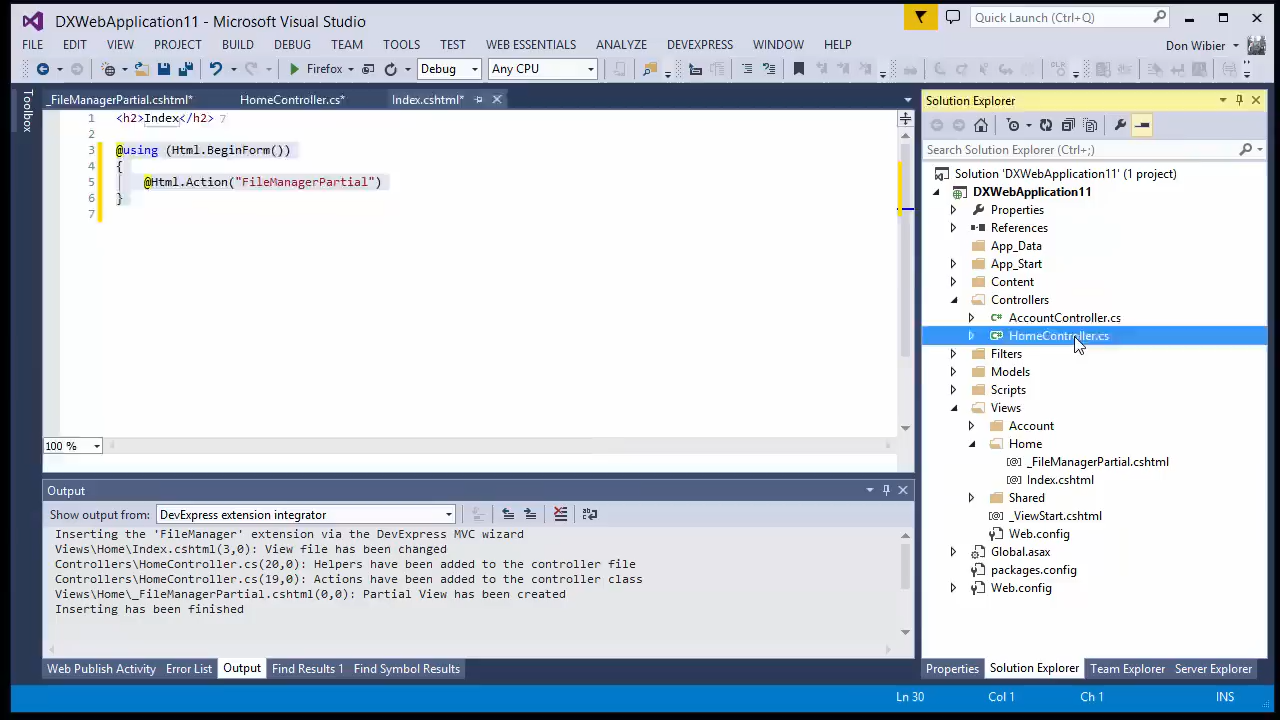 DXWebApplication11 - Microsoft Visual Studio
Quick Launch (Ctrl+Q)
FILE EDIT VIEW PROJECT BUILD DEBUG TEAM TOOLS TEST WEB ESSENTIALS ANALYZE DEVEXPRESS WINDOW HELP
Don Wibier
Firefox Debug Any CPU
Toolbox
_FileManagerPartial.cshtml* HomeController.cs* Index.cshtml*
1 <h2>Index</h2>
2
3 @using (Html.BeginForm())
4 {
5 @Html.Action("FileManagerPartial")
6 }
7
100 %
Output
Show output from: DevExpress extension integrator
Inserting the 'FileManager' extension via the DevExpress MVC wizard
Views\Home\Index.cshtml(3,0): View file has been changed
Controllers\HomeController.cs(20,0): Helpers have been added to the controller file
Controllers\HomeController.cs(19,0): Actions have been added to the controller class
Views\Home\_FileManagerPartial.cshtml(0,0): Partial View has been created
Inserting has been finished
Web Publish Activity Error List Output Find Results 1 Find Symbol Results
Solution Explorer
Search Solution Explorer (Ctrl+;)
Solution 'DXWebApplication11' (1 project)
DXWebApplication11
Properties
References
App_Data
App_Start
Content
Controllers
AccountController.cs
HomeController.cs
Filters
Models
Scripts
Views
Account
Home
_FileManagerPartial.cshtml
Index.cshtml
Shared
_ViewStart.cshtml
Web.config
Global.asax
packages.config
Web.config
Properties Solution Explorer Team Explorer Server Explorer
Ln 30 Col 1 Ch 1 INS